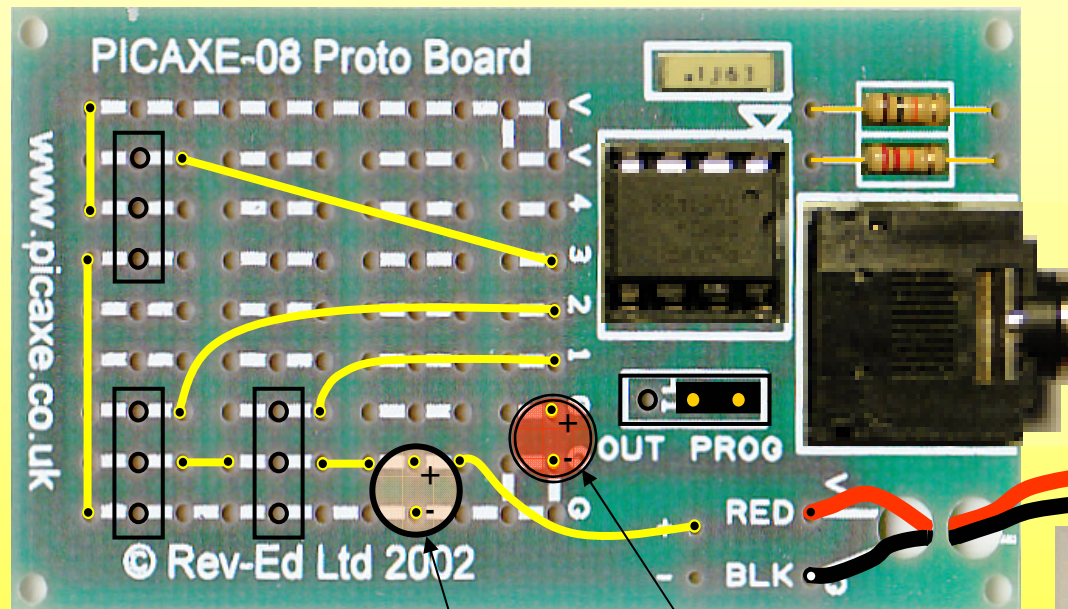 PICAXE-08 Proto Board
www.picaxe.co.uk
V
V
4
3
2
1
G
+
-
+
-
OUT PROG
V
RED
+
-
BLK
G
© Rev-Ed Ltd 2002